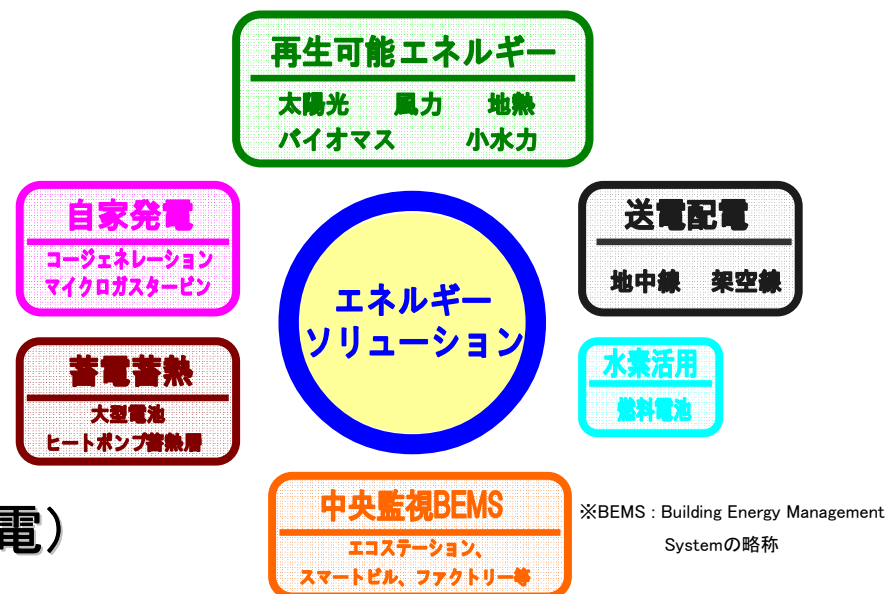 再生可能エネルギー
太陽光 風力 地熱
バイオマス 小水力
自家発電
コージェネレーション
マイクロガスタービン
送電配電
地中線 架空線
エネルギー
ソリューション
蓄電蓄熱
大型電池
ヒートポンプ蓄熱層
水素活用
燃料電池
中央監視BEMS
エコステーション、
スマートビル、ファクトリー等
※BEMS : Building Energy Management
Systemの略称
電）